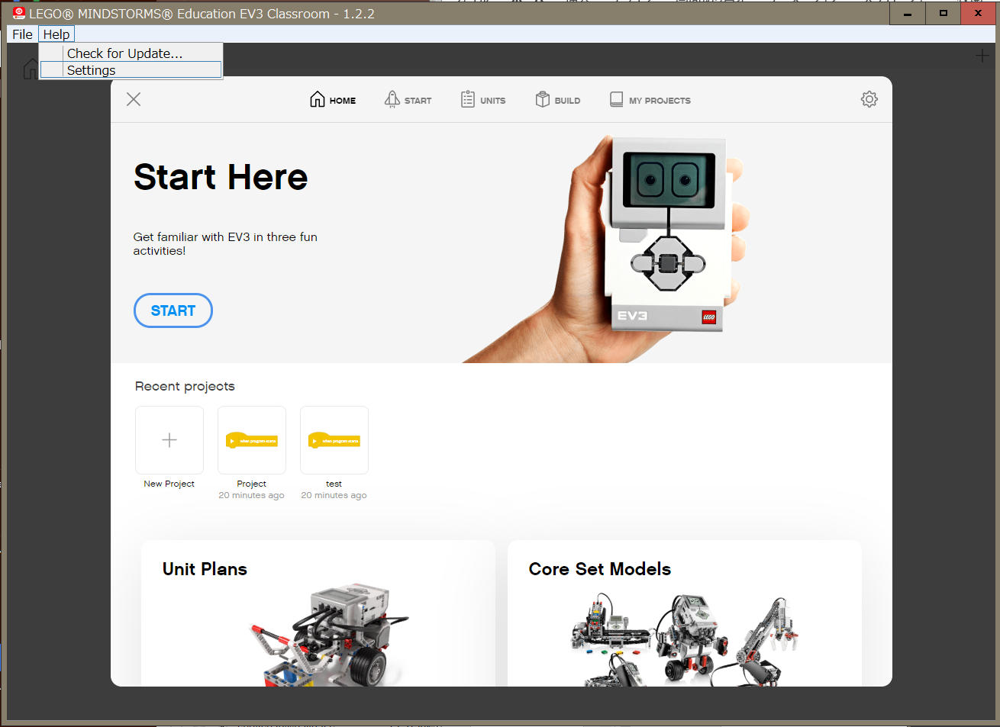 LEGO® MINDSTORMS® Education EV3 Classroom - 1.2.2
File Help
Check for Update...
Settings
HOME START UNITS BUILD MY PROJECTS
Start Here
Get familiar with EV3 in three fun
activities!
START
EV3
LEGO
Recent projects
when program starts
when program starts
New Project
Project
test
20 minutes ago
20 minutes ago
Unit Plans
Core Set Models